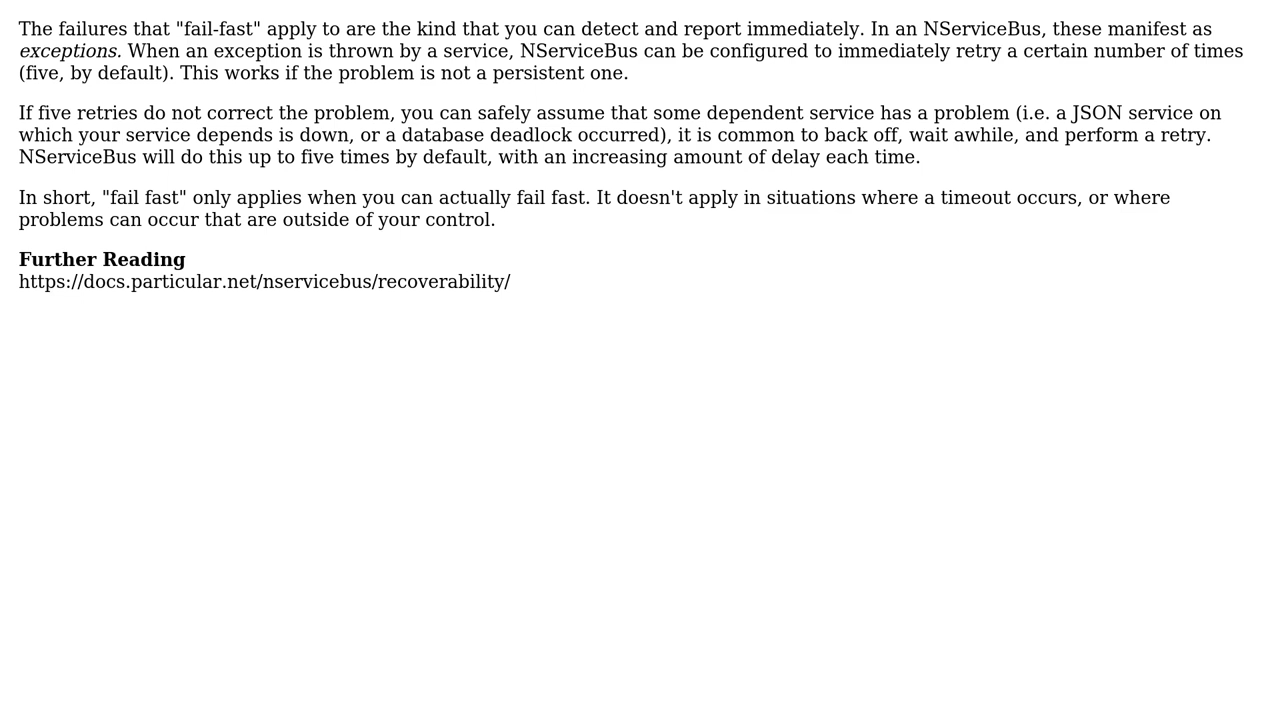 The failures that "fail-fast" apply to are the kind that you can detect and report immediately. In an NServiceBus, these manifest as
exceptions. When an exception is thrown by a service, NServiceBus can be configured to immediately retry a certain number of times
(five, by default). This works if the problem is not a persistent one.
If five retries do not correct the problem, you can safely assume that some dependent service has a problem (i.e. a JSON service on
which your service depends is down, or a database deadlock occurred), it is common to back off, wait awhile, and perform a retry.
NServiceBus will do this up to five times by default, with an increasing amount of delay each time.
In short, "fail fast" only applies when you can actually fail fast. It doesn't apply in situations where a timeout occurs, or where
problems can occur that are outside of your control.
Further Reading
https://docs.particular.net/nservicebus/recoverability/